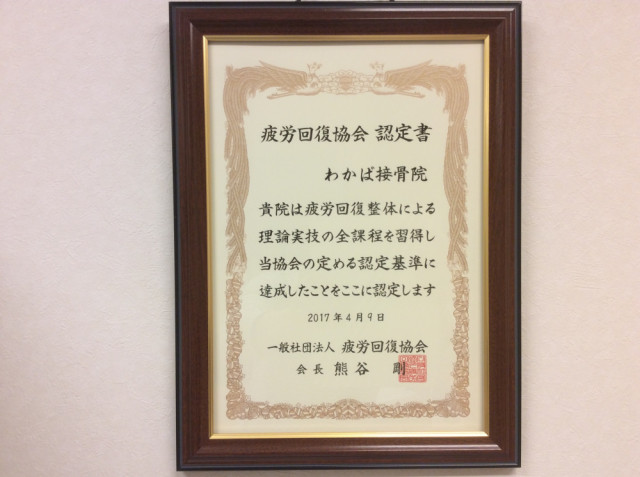 疲労回復協会 認定書
わかば接骨院
貴院は疲労回復整体による
理論実技の全課程を習得し
当協会の定める認定基準に
達成したことをここに認定します
2017年4月9日
一般社団法人 疲労回復協会
会長 熊谷 剛